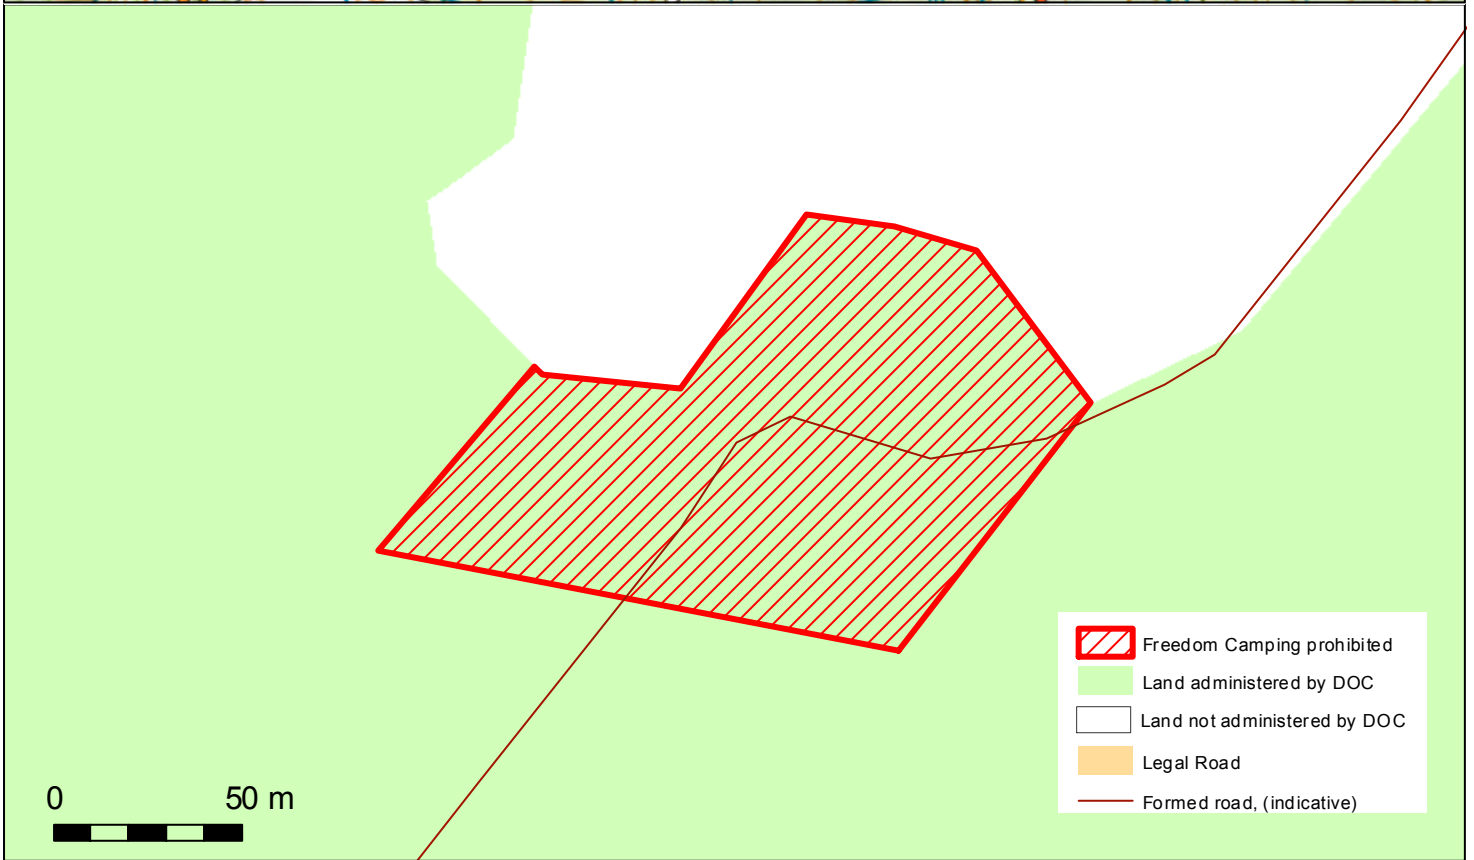 Freedom Camping prohibited
Land administered by DOC
Land not administered by DOC
Legal Road
Formed road, (indicative)
0 50 m